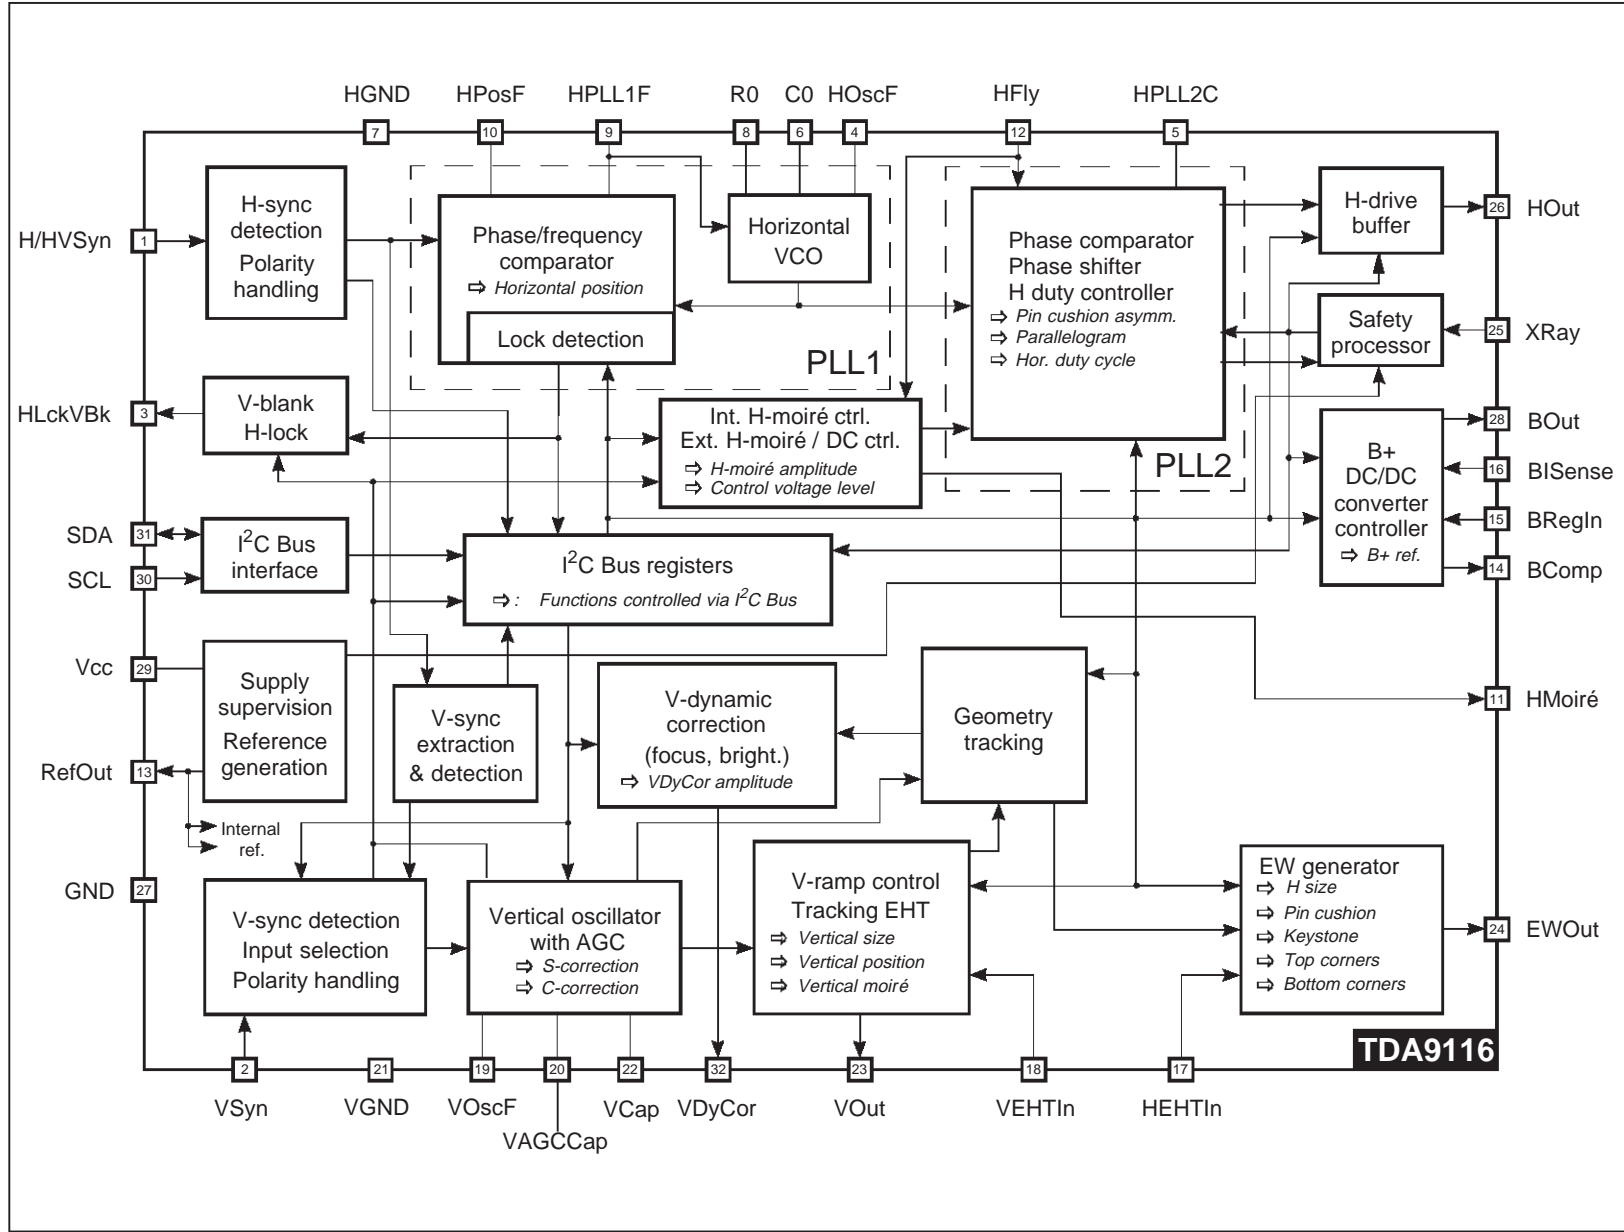 HGND HPosF HPLL1F R0 C0 HOscF HFly HPLL2C
7 10 9 8 6 4 12 5
H/HVSyn 1
H-sync
detection
Polarity
handling
Phase/frequency
comparator
⇨ Horizontal position
Lock detection
Horizontal
VCO
PLL1
Phase comparator
Phase shifter
H duty controller
⇨ Pin cushion asymm.
⇨ Parallelogram
⇨ Hor. duty cycle
PLL2
H-drive
buffer
26 HOut
Safety
processor
25 XRay
HLckVBk 3
V-blank
H-lock
Int. H-moiré ctrl.
Ext. H-moiré / DC ctrl.
⇨ H-moiré amplitude
⇨ Control voltage level
B+
DC/DC
converter
controller
⇨ B+ ref.
28 BOut
16 BISense
15 BRegIn
14 BComp
SDA 31
SCL 30
I2C Bus
interface
I2C Bus registers
⇨ : Functions controlled via I2C Bus
Vcc 29
Supply
supervision
Reference
generation
RefOut 13
Internal
ref.
V-sync
extraction
& detection
V-dynamic
correction
(focus, bright.)
⇨ VDyCor amplitude
Geometry
tracking
11 HMoiré
GND 27
V-sync detection
Input selection
Polarity handling
Vertical oscillator
with AGC
⇨ S-correction
⇨ C-correction
V-ramp control
Tracking EHT
⇨ Vertical size
⇨ Vertical position
⇨ Vertical moiré
EW generator
⇨ H size
⇨ Pin cushion
⇨ Keystone
⇨ Top corners
⇨ Bottom corners
24 EWOut
TDA9116
2 21 19 20 22 32 23 18 17
VSyn VGND VOscF VCap VDyCor VOut VEHTIn HEHTIn
VAGCCap